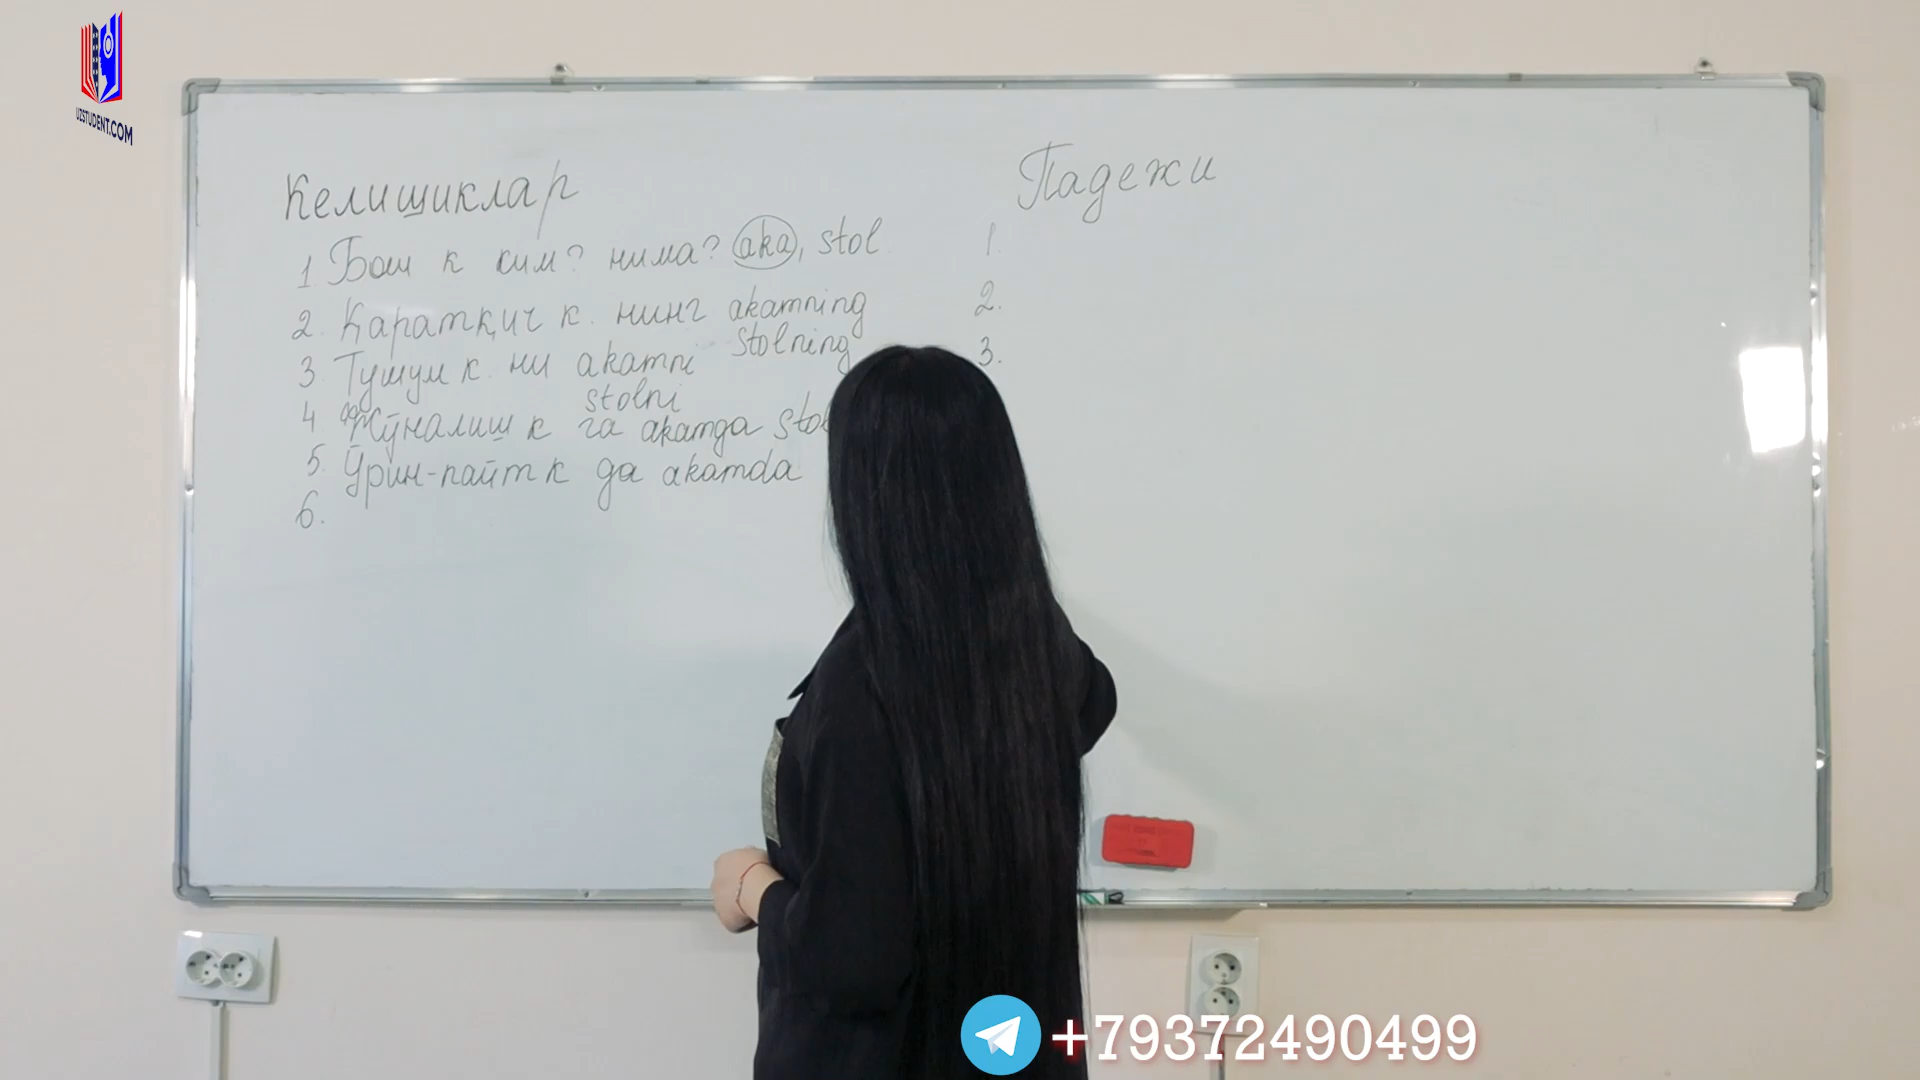 UZSTUDENT.COM
Келишиклар
1 Бош к ким? нима? aka, stol
2. Қаратқич к. нинг akamning
stolning
3. Тушум к. ни akamni
stolni
4 Жўналиш к га akamga
5. Ўрин-пайт к да akamda
6.
Падежи
1.
2.
3.
+79372490499